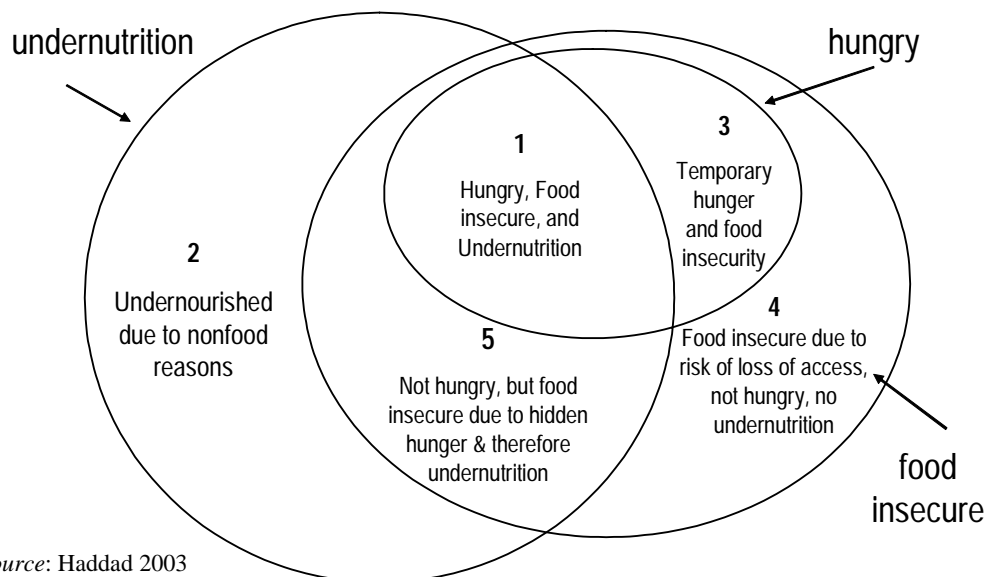 undernutrition
hungry
1
Hungry, Food
insecure, and
Undernutrition
3
Temporary
hunger
and food
insecurity
2
Undernourished
due to nonfood
reasons
4
Food insecure due to
risk of loss of access,
not hungry, no
undernutrition
5
Not hungry, but food
insecure due to hidden
hunger & therefore
undernutrition
food
insecure
ource: Haddad 2003